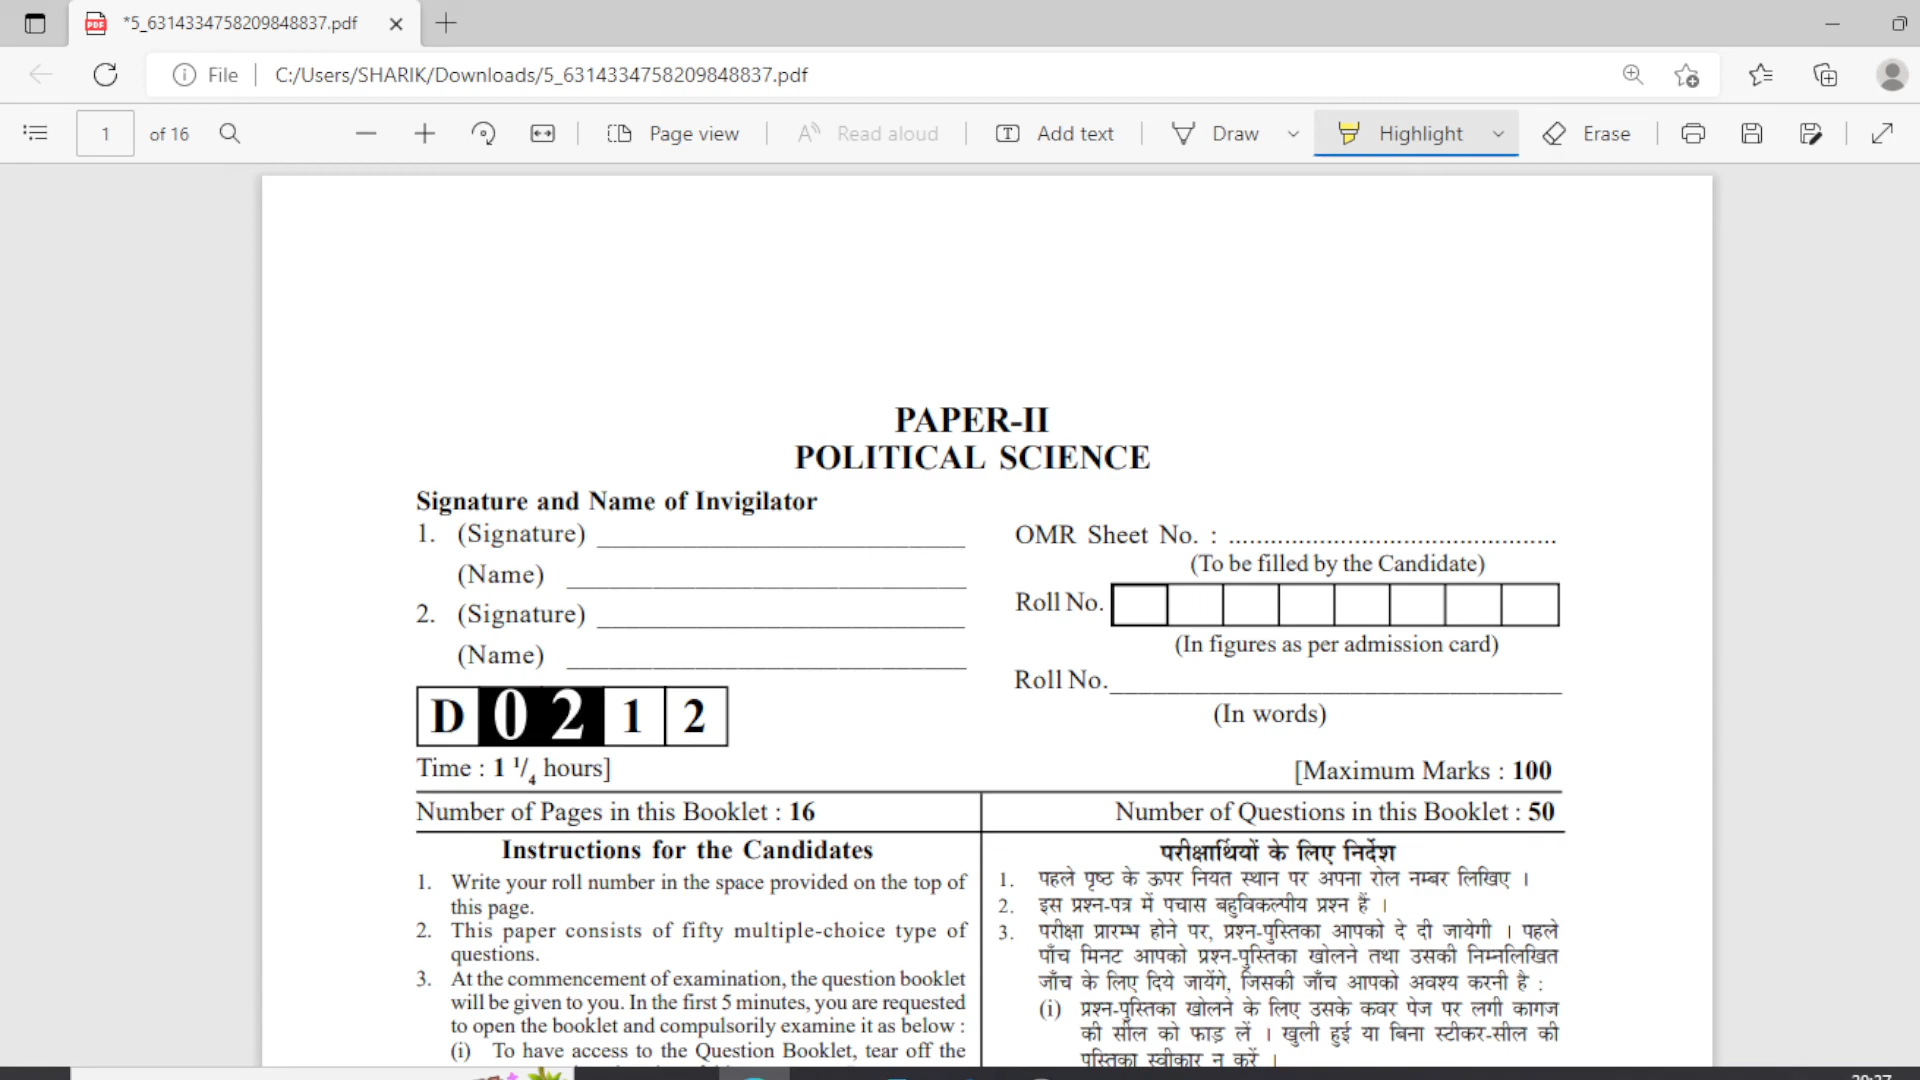 *5_6314334758209848837.pdf
File C:/Users/SHARIK/Downloads/5_6314334758209848837.pdf
1 of 16 Page view Read aloud Add text Draw Highlight Erase
PAPER-II
POLITICAL SCIENCE
Signature and Name of Invigilator
1. (Signature) __________________________
(Name) ____________________________
2. (Signature) __________________________
(Name) ____________________________
OMR Sheet No. : ...............................................
(To be filled by the Candidate)
Roll No.
(In figures as per admission card)
Roll No.________________________________
(In words)
D 0 2 1 2
Time : 1 1/4 hours]
[Maximum Marks : 100
Number of Pages in this Booklet : 16
Number of Questions in this Booklet : 50
Instructions for the Candidates
1. Write your roll number in the space provided on the top of
this page.
2. This paper consists of fifty multiple-choice type of
questions.
3. At the commencement of examination, the question booklet
will be given to you. In the first 5 minutes, you are requested
to open the booklet and compulsorily examine it as below :
(i) To have access to the Question Booklet, tear off the
परीक्षार्थियों के लिए निर्देश
1. पहले पृष्ठ के ऊपर नियत स्थान पर अपना रोल नम्बर लिखिए ।
2. इस प्रश्न-पत्र में पचास बहुविकल्पीय प्रश्न हैं ।
3. परीक्षा प्रारम्भ होने पर, प्रश्न-पुस्तिका आपको दे दी जायेगी । पहले
पाँच मिनट आपको प्रश्न-पुस्तिका खोलने तथा उसकी निम्नलिखित
जाँच के लिए दिये जायेंगे, जिसकी जाँच आपको अवश्य करनी है :
(i) प्रश्न-पुस्तिका खोलने के लिए उसके कवर पेज पर लगी कागज
की सील को फाड़ लें । खुली हुई या बिना स्टीकर-सील की
पुस्तिका स्वीकार न करें ।